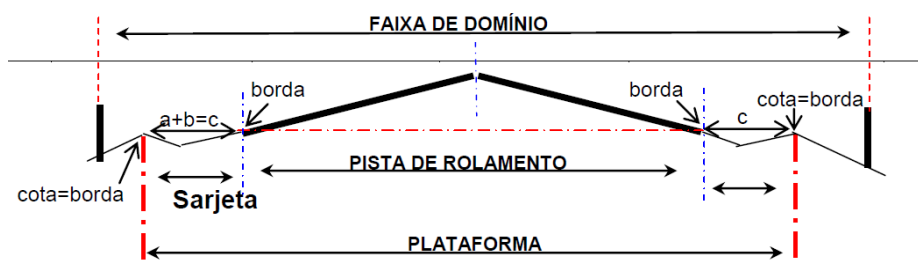 FAIXA DE DOMÍNIO
borda
borda
cota=borda
a+b=c
c
PISTA DE ROLAMENTO
cota=borda
Sarjeta
PLATAFORMA